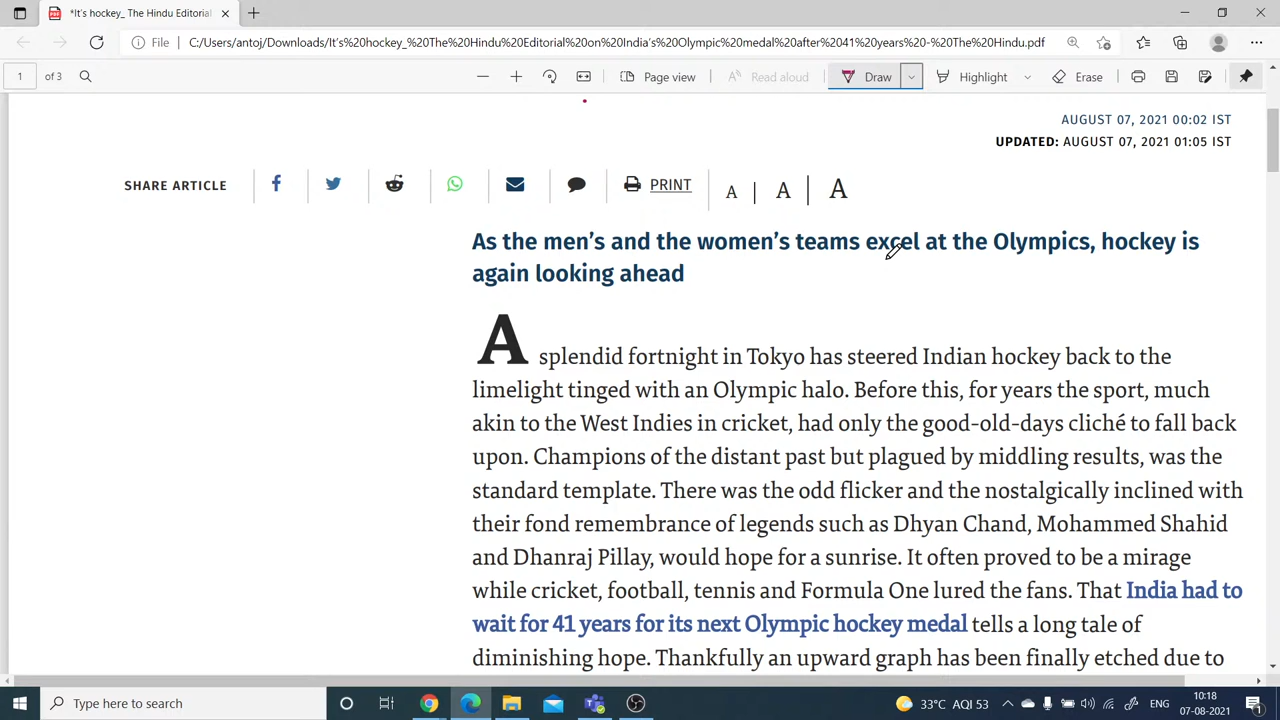 *It's hockey_ The Hindu Editorial
File
C:/Users/antoj/Downloads/It's%20hockey_%20The%20Hindu%20Editorial%20on%20India's%20Olympic%20medal%20after%2041%20years%20-%20The%20Hindu.pdf
1 of 3
Page view
Read aloud
Draw
Highlight
Erase
AUGUST 07, 2021 00:02 IST
UPDATED: AUGUST 07, 2021 01:05 IST
SHARE ARTICLE
PRINT
A | A | A
As the men's and the women's teams excel at the Olympics, hockey is
again looking ahead
A splendid fortnight in Tokyo has steered Indian hockey back to the
limelight tinged with an Olympic halo. Before this, for years the sport, much
akin to the West Indies in cricket, had only the good-old-days cliché to fall back
upon. Champions of the distant past but plagued by middling results, was the
standard template. There was the odd flicker and the nostalgically inclined with
their fond remembrance of legends such as Dhyan Chand, Mohammed Shahid
and Dhanraj Pillay, would hope for a sunrise. It often proved to be a mirage
while cricket, football, tennis and Formula One lured the fans. That India had to
wait for 41 years for its next Olympic hockey medal tells a long tale of
diminishing hope. Thankfully an upward graph has been finally etched due to
Type here to search
33°C AQI 53
ENG
10:18
07-08-2021
1